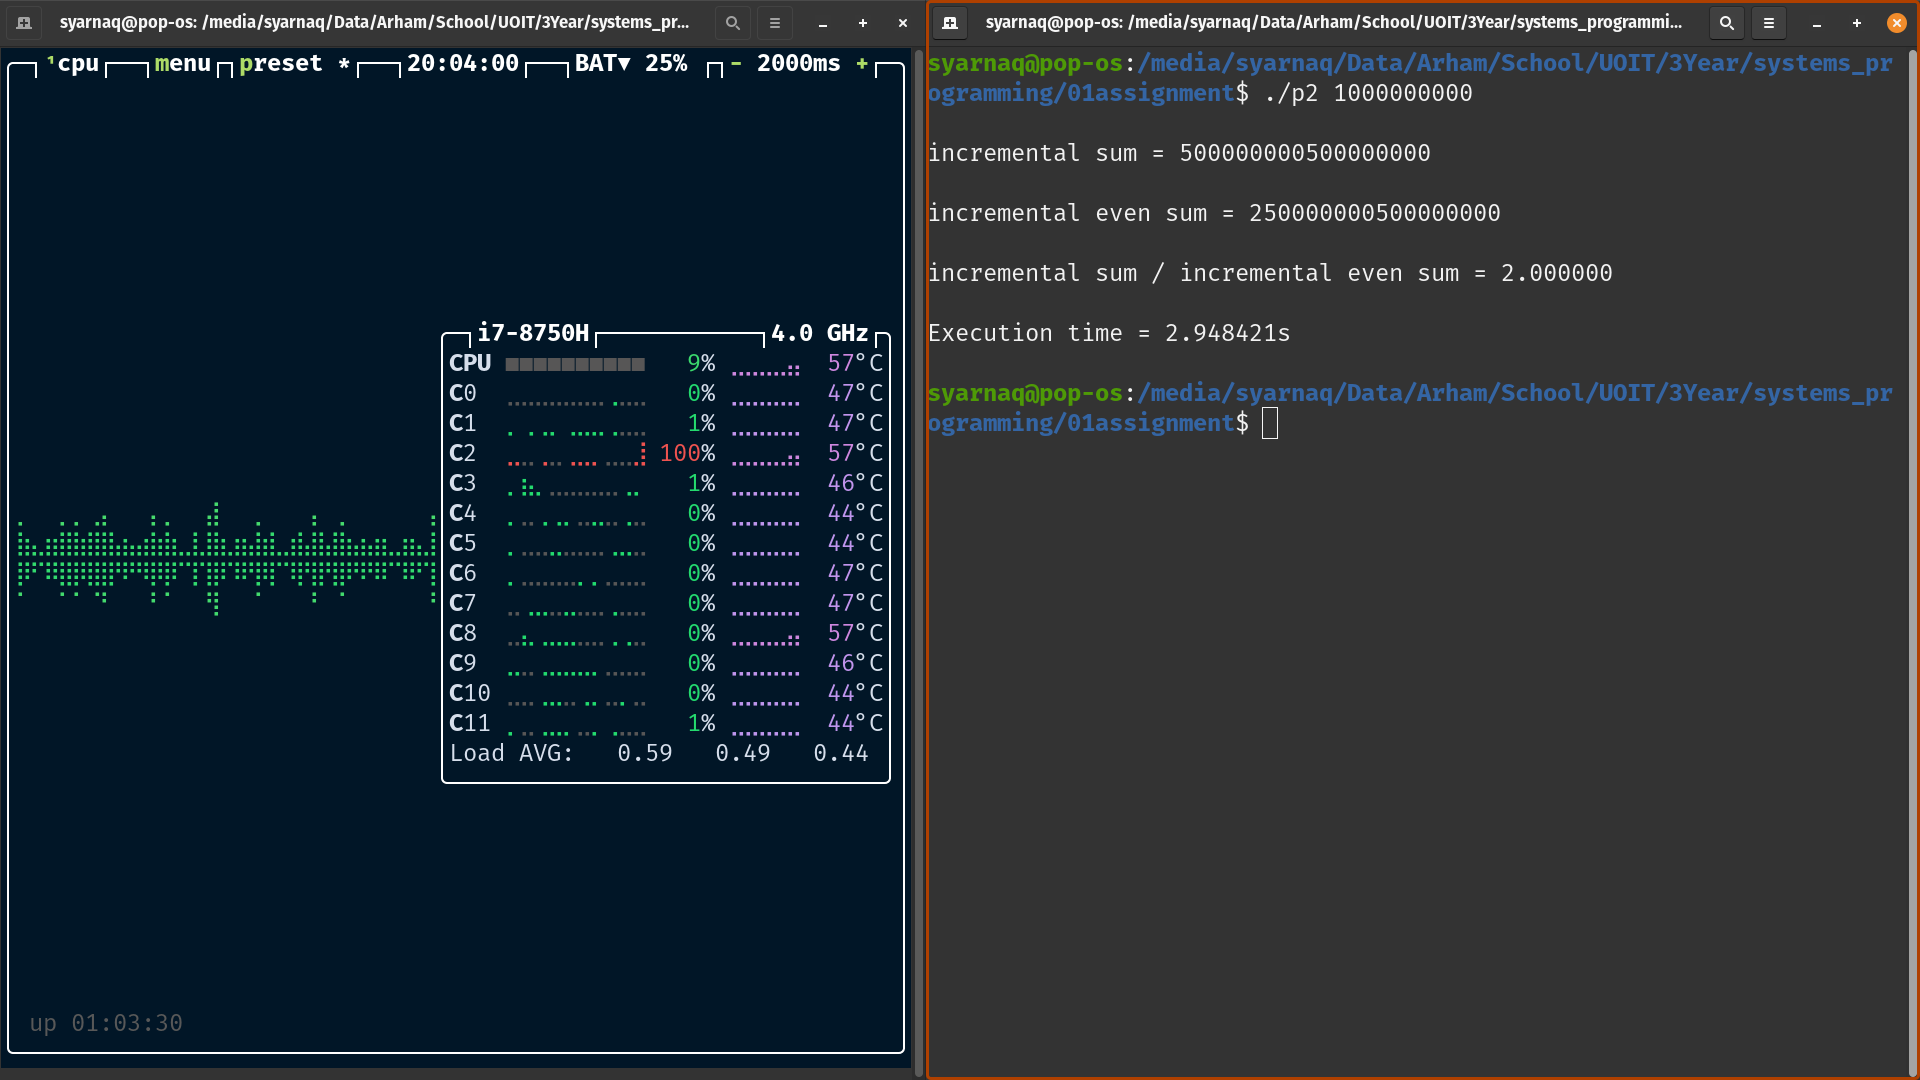 syarnaq@pop-os: /media/syarnaq/Data/Arham/School/UOIT/3Year/systems_pr...
¹cpu menu preset * 20:04:00 BAT▼ 25% - 2000ms +
i7-8750H 4.0 GHz
CPU 9% 57°C
C0 0% 47°C
C1 1% 47°C
C2 100% 57°C
C3 1% 46°C
C4 0% 44°C
C5 0% 44°C
C6 0% 47°C
C7 0% 47°C
C8 0% 57°C
C9 0% 46°C
C10 0% 44°C
C11 1% 44°C
Load AVG: 0.59 0.49 0.44
up 01:03:30
syarnaq@pop-os: /media/syarnaq/Data/Arham/School/UOIT/3Year/systems_programmi...
syarnaq@pop-os:/media/syarnaq/Data/Arham/School/UOIT/3Year/systems_pr
ogramming/01assignment$ ./p2 1000000000
incremental sum = 500000000500000000
incremental even sum = 250000000500000000
incremental sum / incremental even sum = 2.000000
Execution time = 2.948421s
syarnaq@pop-os:/media/syarnaq/Data/Arham/School/UOIT/3Year/systems_pr
ogramming/01assignment$